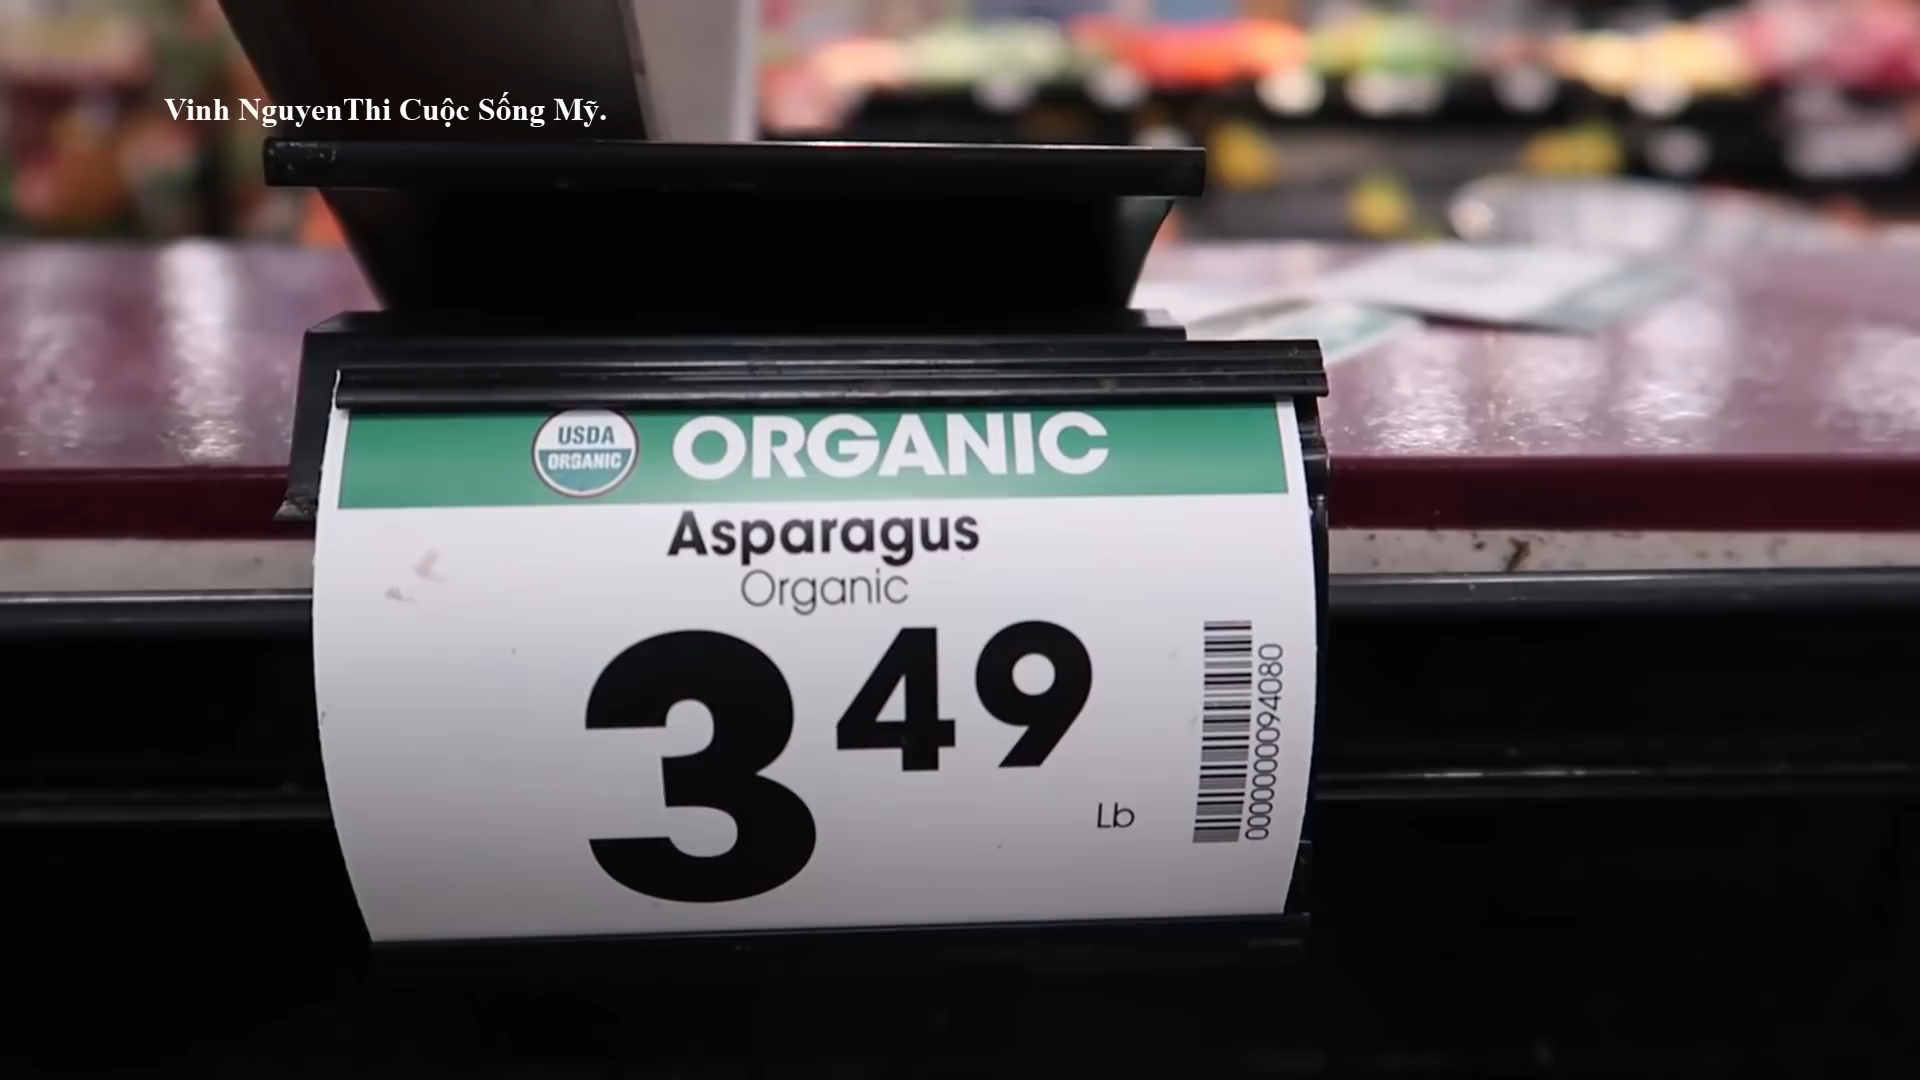 Vinh NguyenThi Cuộc Sống Mỹ.
USDA
ORGANIC
ORGANIC
Asparagus
Organic
3 49
Lb
0000000094080